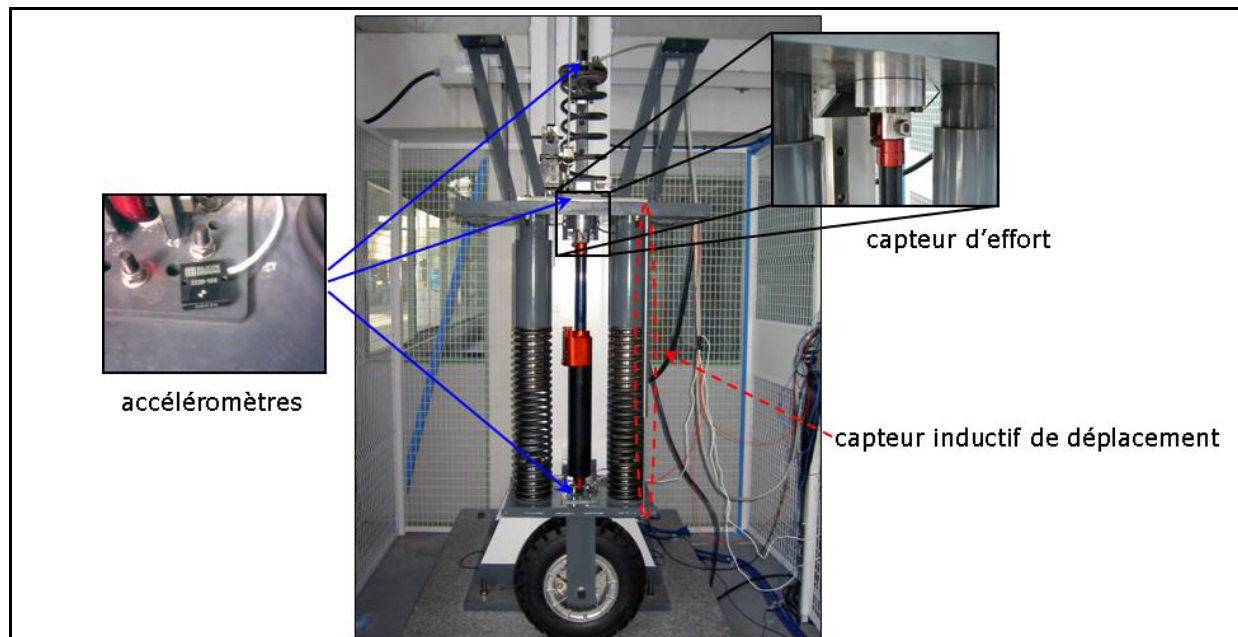 capteur d'effort
accéléromètres
capteur inductif de déplacement